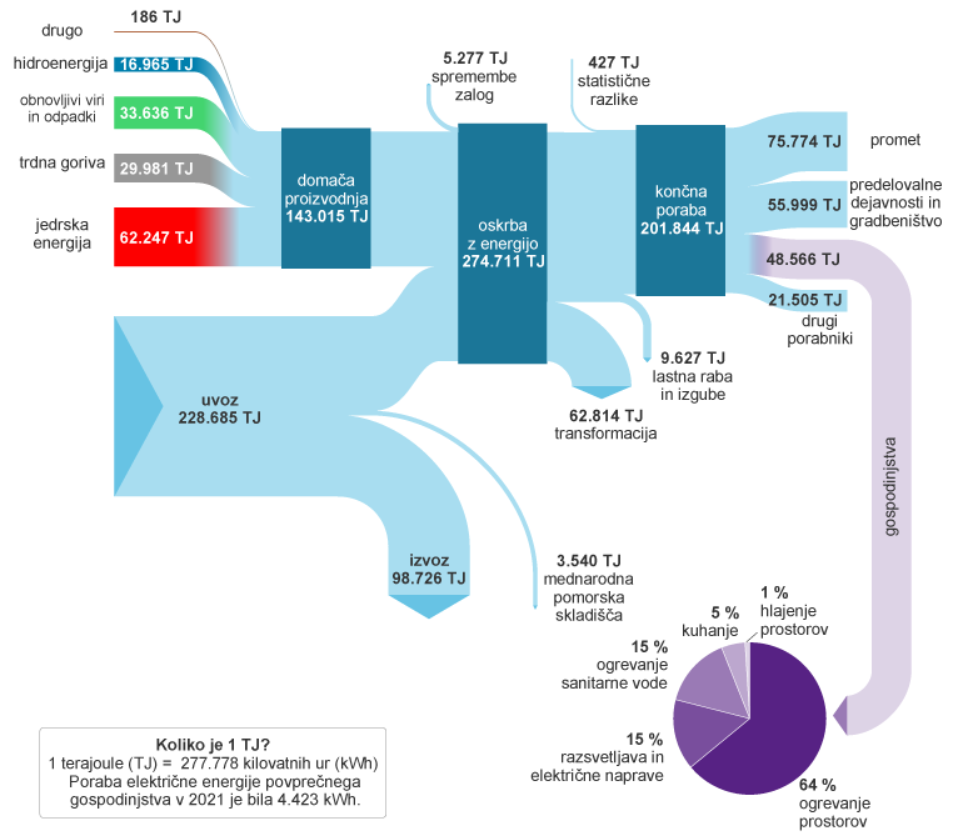 186 TJ
drugo
hidroenergija
16.965 TJ
obnovljivi viri
in odpadki
33.636 TJ
trdna goriva
29.981 TJ
jedrska
energija
62.247 TJ
domača
proizvodnja
143.015 TJ
5.277 TJ
spremembe
zalog
oskrba
z energijo
274.711 TJ
427 TJ
statistične
razlike
končna
poraba
201.844 TJ
75.774 TJ
promet
55.999 TJ
predelovalne
dejavnosti in
gradbeništvo
48.566 TJ
21.505 TJ
drugi
porabniki
9.627 TJ
lastna raba
in izgube
62.814 TJ
transformacija
uvoz
228.685 TJ
izvoz
98.726 TJ
3.540 TJ
mednarodna
pomorska
skladišča
gospodinjstva
1 %
hlajenje
prostorov
5 %
kuhanje
15 %
ogrevanje
sanitarne vode
15 %
razsvetljava in
električne naprave
64 %
ogrevanje
prostorov
Koliko je 1 TJ?
1 terajoule (TJ) = 277.778 kilovatnih ur (kWh)
Poraba električne energije povprečnega
gospodinjstva v 2021 je bila 4.423 kWh.